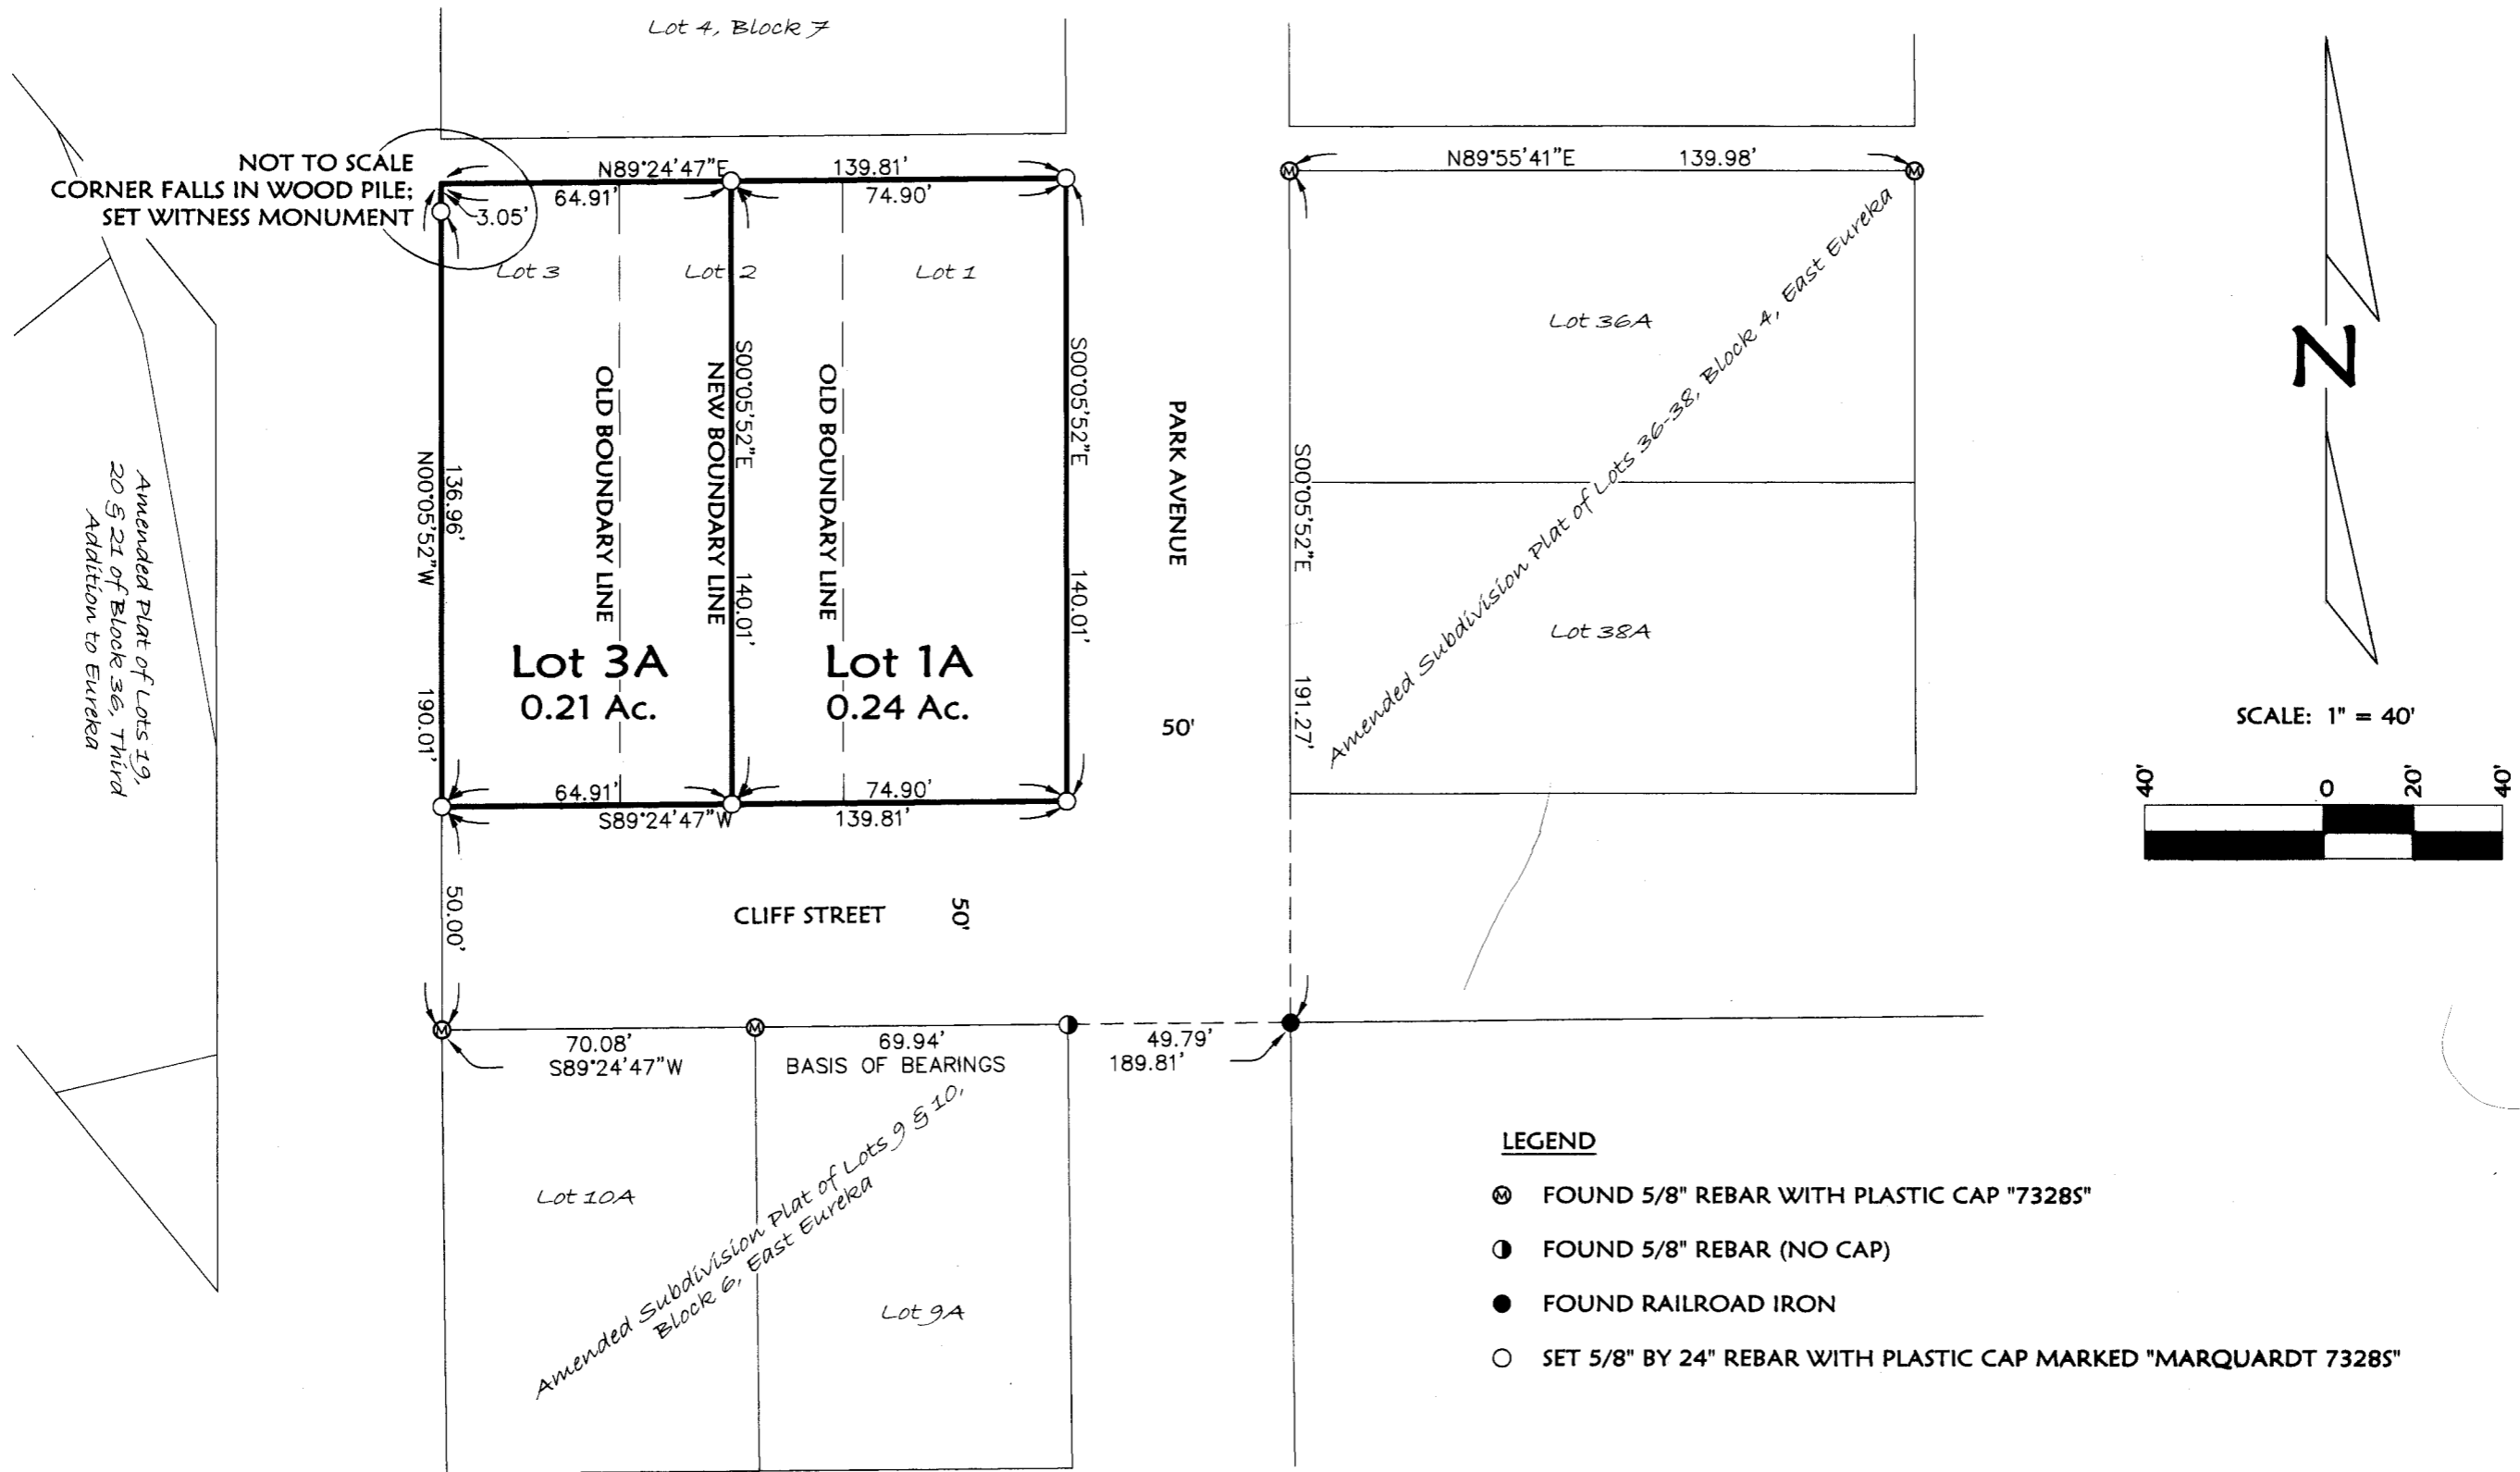 Lot 4, Block 7
NOT TO SCALE
CORNER FALLS IN WOOD PILE;
SET WITNESS MONUMENT
N89°24'47"E
139.81'
64.91'
74.90'
3.05'
Lot 3
Lot 2
Lot 1
OLD BOUNDARY LINE
NEW BOUNDARY LINE
S00°05'52"E
140.01'
OLD BOUNDARY LINE
S00°05'52"E
140.01'
136.96'
N00°05'52"W
190.01'
Lot 3A
0.21 Ac.
Lot 1A
0.24 Ac.
64.91'
74.90'
S89°24'47"W
139.81'
Amended Plat of Lots 19,
20 & 21 of Block 36, Third
Addition to Eureka
PARK AVENUE
50'
N89°55'41"E
139.98'
Lot 36A
Amended Subdivision Plat of Lots 36-38, Block 4, East Eureka
S00°05'52"E
191.27'
Lot 38A
N
SCALE: 1" = 40'
40'
0
20'
40'
50.00'
CLIFF STREET
50'
70.08'
S89°24'47"W
69.94'
BASIS OF BEARINGS
49.79'
189.81'
Amended Subdivision Plat of Lots 9 & 10,
Block 6, East Eureka
Lot 10A
Lot 9A
LEGEND
M FOUND 5/8" REBAR WITH PLASTIC CAP "7328S"
FOUND 5/8" REBAR (NO CAP)
FOUND RAILROAD IRON
SET 5/8" BY 24" REBAR WITH PLASTIC CAP MARKED "MARQUARDT 7328S"